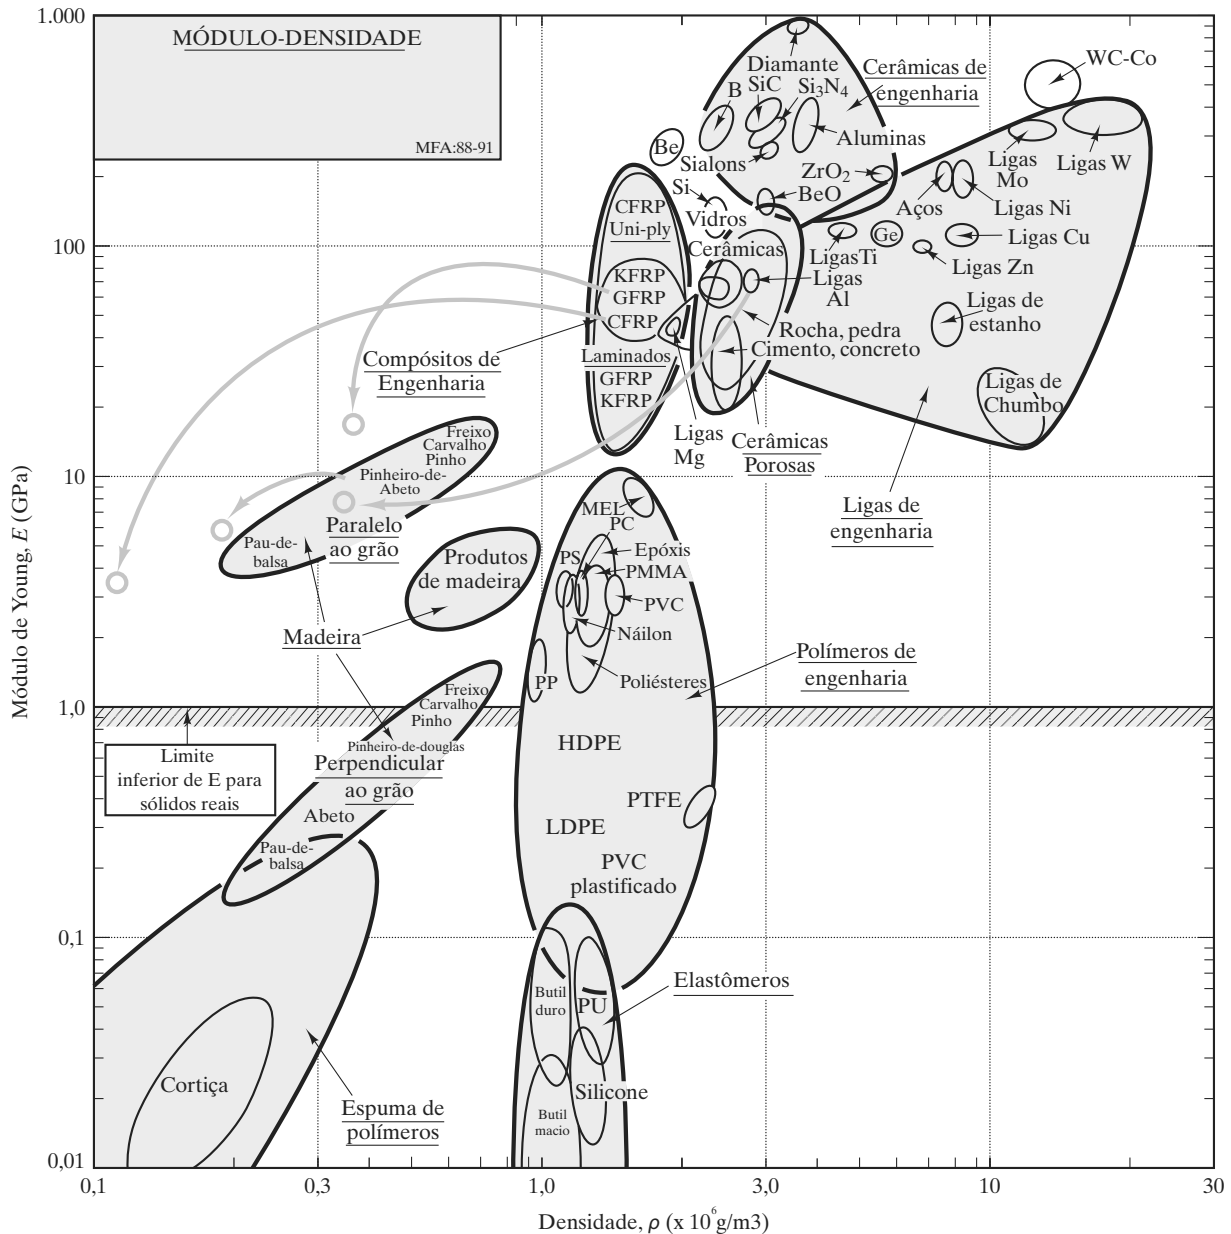 1.000
MÓDULO-DENSIDADE
MFA:88-91
WC-Co
Diamante
Cerâmicas de
engenharia
B
SiC
Si3N4
Aluminas
Be
Sialons
ZrO2
BeO
Si
Vidros
Ligas
Mo
Ligas W
Aços
Ligas Ni
CFRP
Uni-ply
100
Cerâmicas
LigasTi
Ge
Ligas Cu
Ligas Zn
Ligas
Al
KFRP
GFRP
CFRP
Ligas de
estanho
Rocha, pedra
Cimento, concreto
Compósitos de
Engenharia
Laminados
GFRP
KFRP
Ligas de
Chumbo
Ligas
Mg
Cerâmicas
Porosas
Freixo
Carvalho
Pinho
Pinheiro-de-
Abeto
10
Paralelo
ao grão
Pau-de-
balsa
MEL
PC
Ligas de
engenharia
Produtos
de madeira
PS
Epóxis
PMMA
PVC
Náilon
Madeira
PP
Poliésteres
Polímeros de
engenharia
Módulo de Young, E (GPa)
1.0
Freixo
Carvalho
Pinho
Pinheiro-de-douglas
Perpendicular
ao grão
Limite
inferior de E para
sólidos reais
HDPE
PTFE
Abeto
LDPE
Pau-de-
balsa
PVC
plastificado
0,1
Elastômeros
Butil
duro
PU
Cortiça
Silicone
Espuma de
polímeros
Butil
macio
0,01
0,1
0,3
1,0
3,0
10
30
Densidade, ρ (x 10⁶g/m3)